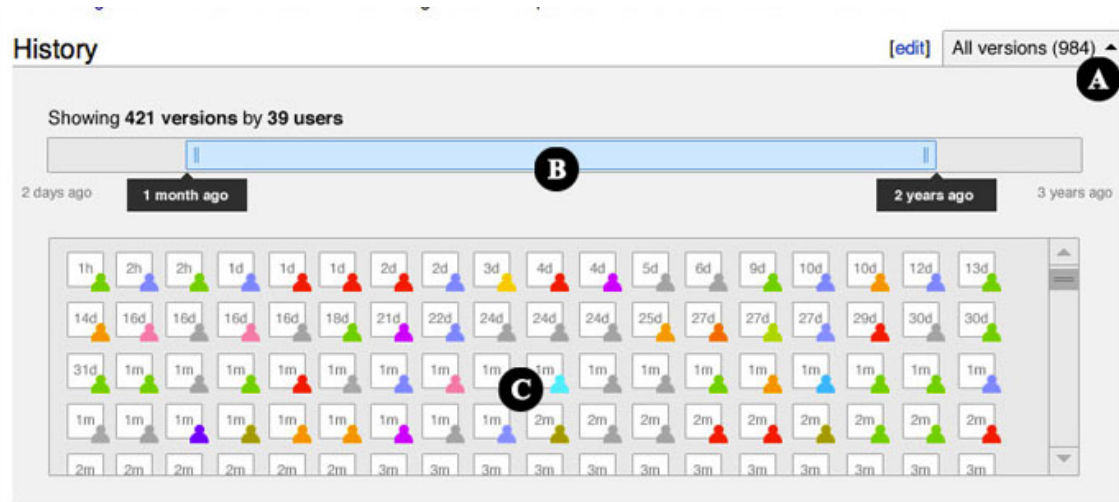 History [edit] All versions (984)
A
Showing 421 versions by 39 users
B
2 days ago 1 month ago 2 years ago 3 years ago
1h 2h 2h 1d 1d 1d 2d 2d 3d 4d 4d 5d 6d 9d 10d 10d 12d 13d
14d 16d 16d 16d 16d 18d 21d 22d 24d 24d 24d 25d 27d 27d 27d 29d 30d 30d
31d 1m 1m 1m 1m 1m 1m 1m 1m 1m 1m 1m 1m 1m 1m 1m 1m 1m
C
1m 1m 1m 1m 1m 1m 1m 1m 1m 2m 2m 2m 2m 2m 2m 2m 2m 2m
2m 2m 2m 2m 2m 2m 3m 3m 3m 3m 3m 3m 3m 3m 3m 3m 3m 3m